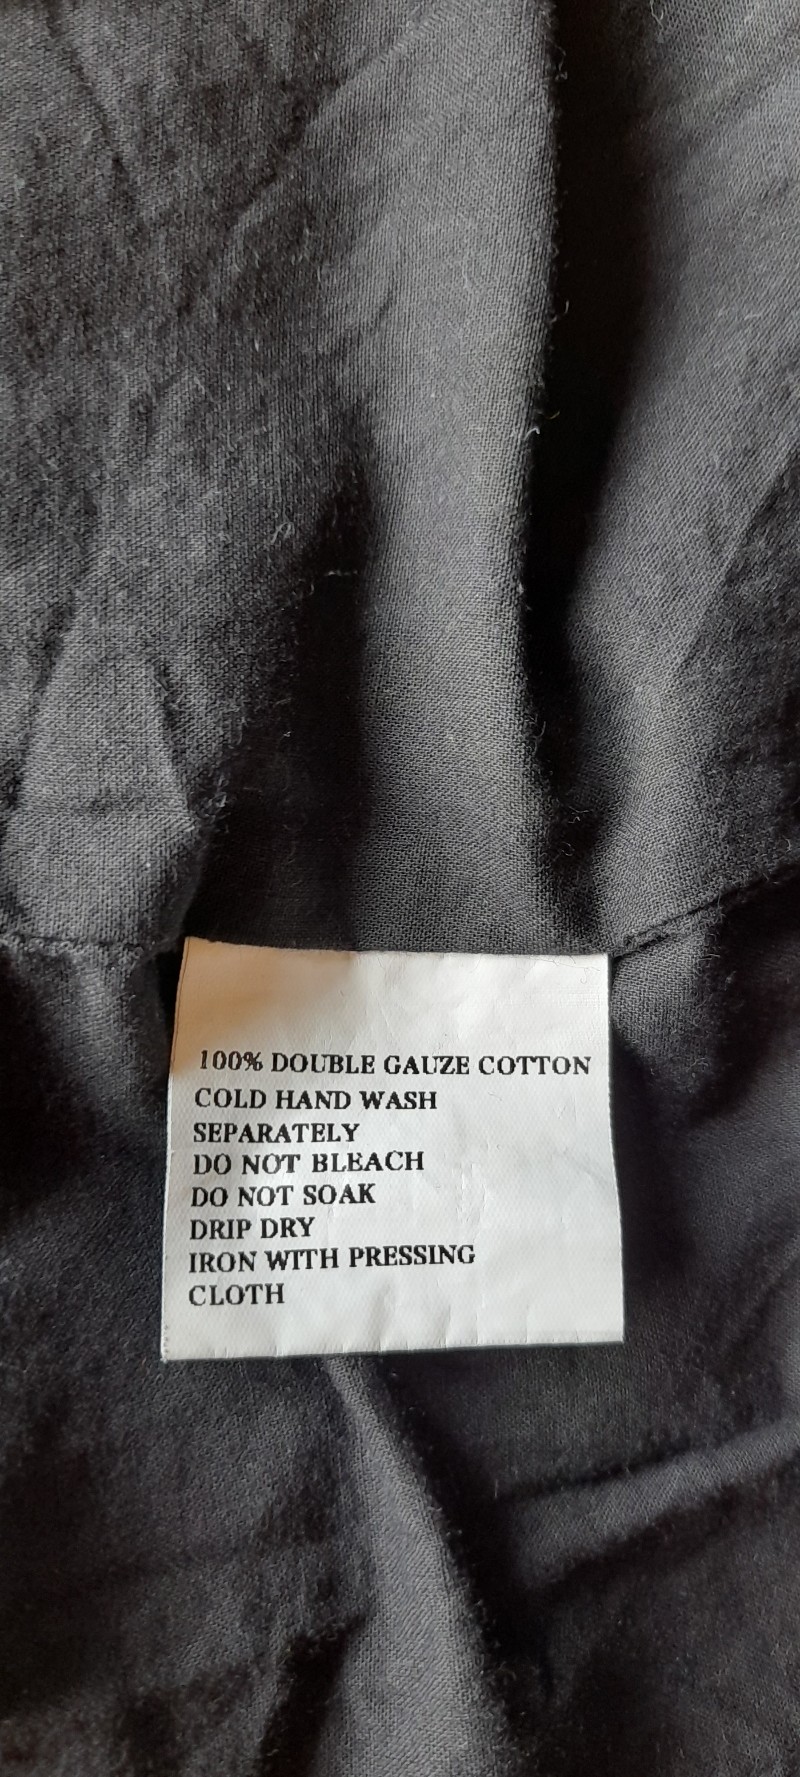 100% DOUBLE GAUZE COTTON
COLD HAND WASH
SEPARATELY
DO NOT BLEACH
DO NOT SOAK
DRIP DRY
IRON WITH PRESSING
CLOTH